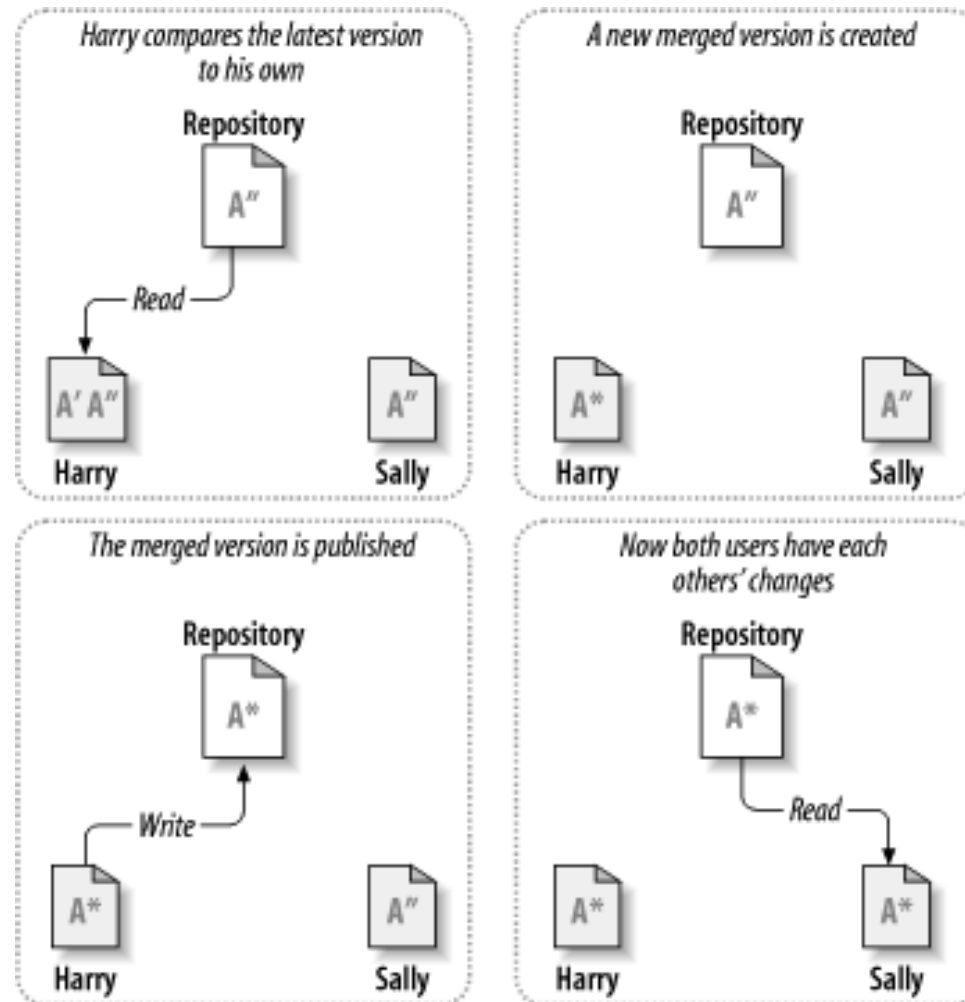 Harry compares the latest version
to his own
Repository
A″
Read
A′ A″
A″
Harry
Sally
A new merged version is created
Repository
A″
A*
A″
Harry
Sally
The merged version is published
Repository
A*
Write
A*
A″
Harry
Sally
Now both users have each
others’ changes
Repository
A*
Read
A*
A*
Harry
Sally